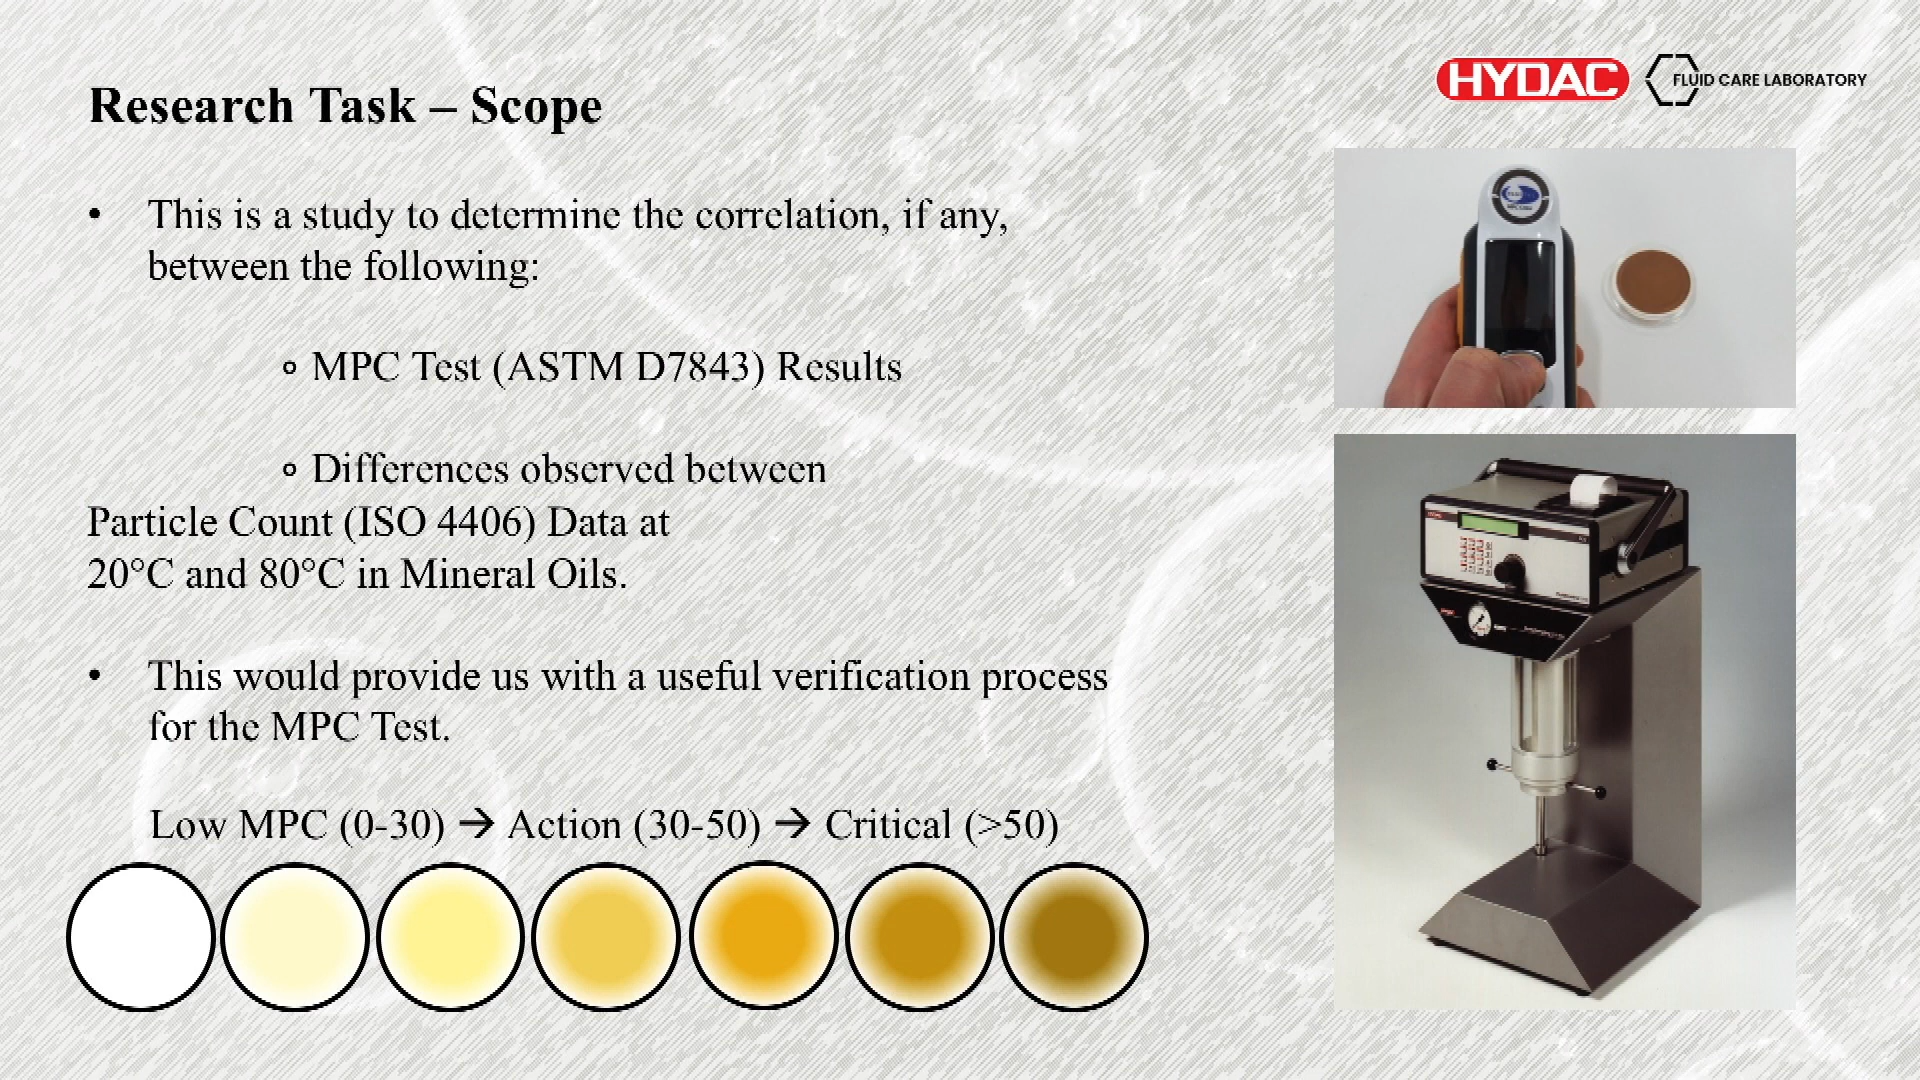 HYDAC FLUID CARE LABORATORY
Research Task – Scope
• This is a study to determine the correlation, if any,
between the following:
∘ MPC Test (ASTM D7843) Results
∘ Differences observed between
Particle Count (ISO 4406) Data at
20°C and 80°C in Mineral Oils.
• This would provide us with a useful verification process
for the MPC Test.
Low MPC (0-30) → Action (30-50) → Critical (>50)